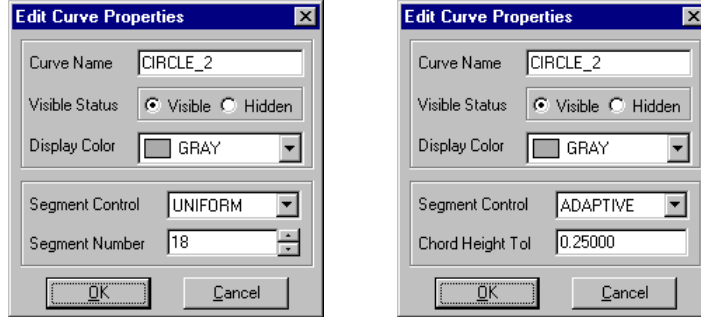 Edit Curve Properties
Curve Name CIRCLE_2
Visible Status Visible Hidden
Display Color GRAY
Segment Control UNIFORM
Segment Number 18
OK Cancel
Edit Curve Properties
Curve Name CIRCLE_2
Visible Status Visible Hidden
Display Color GRAY
Segment Control ADAPTIVE
Chord Height Tol 0.25000
OK Cancel